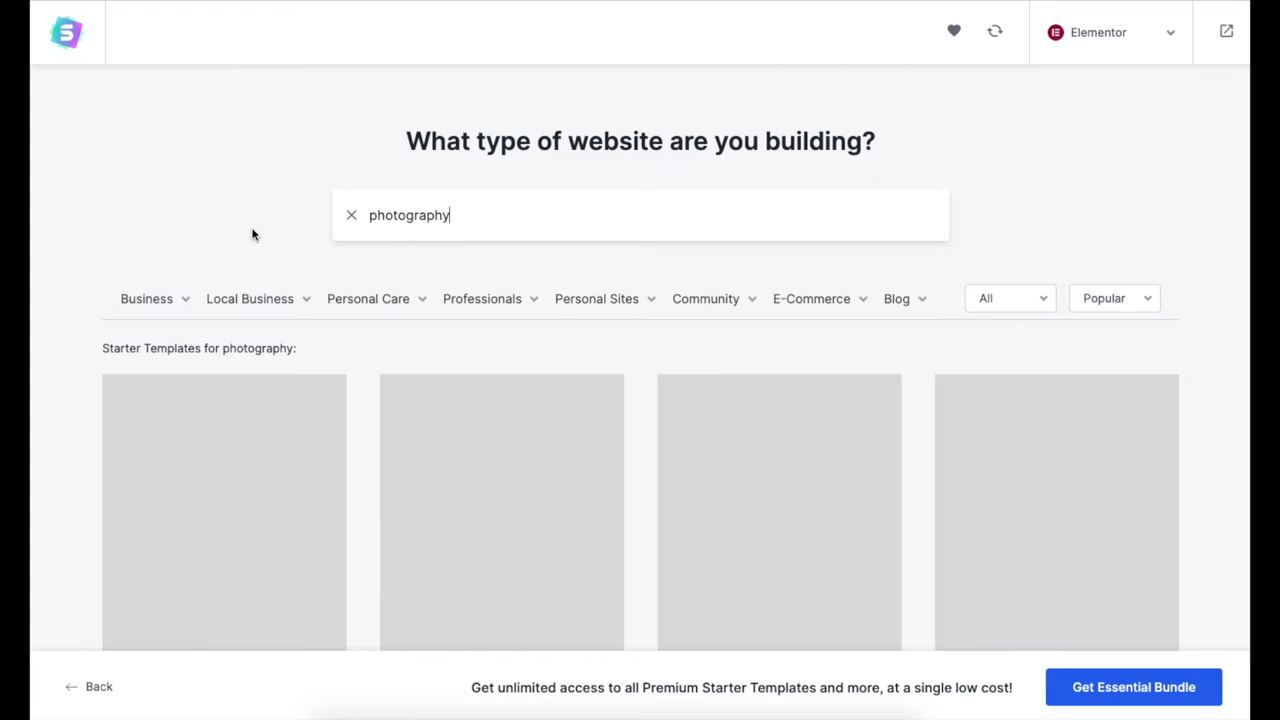 S
Elementor
What type of website are you building?
photography
Business Local Business Personal Care Professionals Personal Sites Community E-Commerce Blog All Popular
Starter Templates for photography:
Back
Get unlimited access to all Premium Starter Templates and more, at a single low cost!
Get Essential Bundle